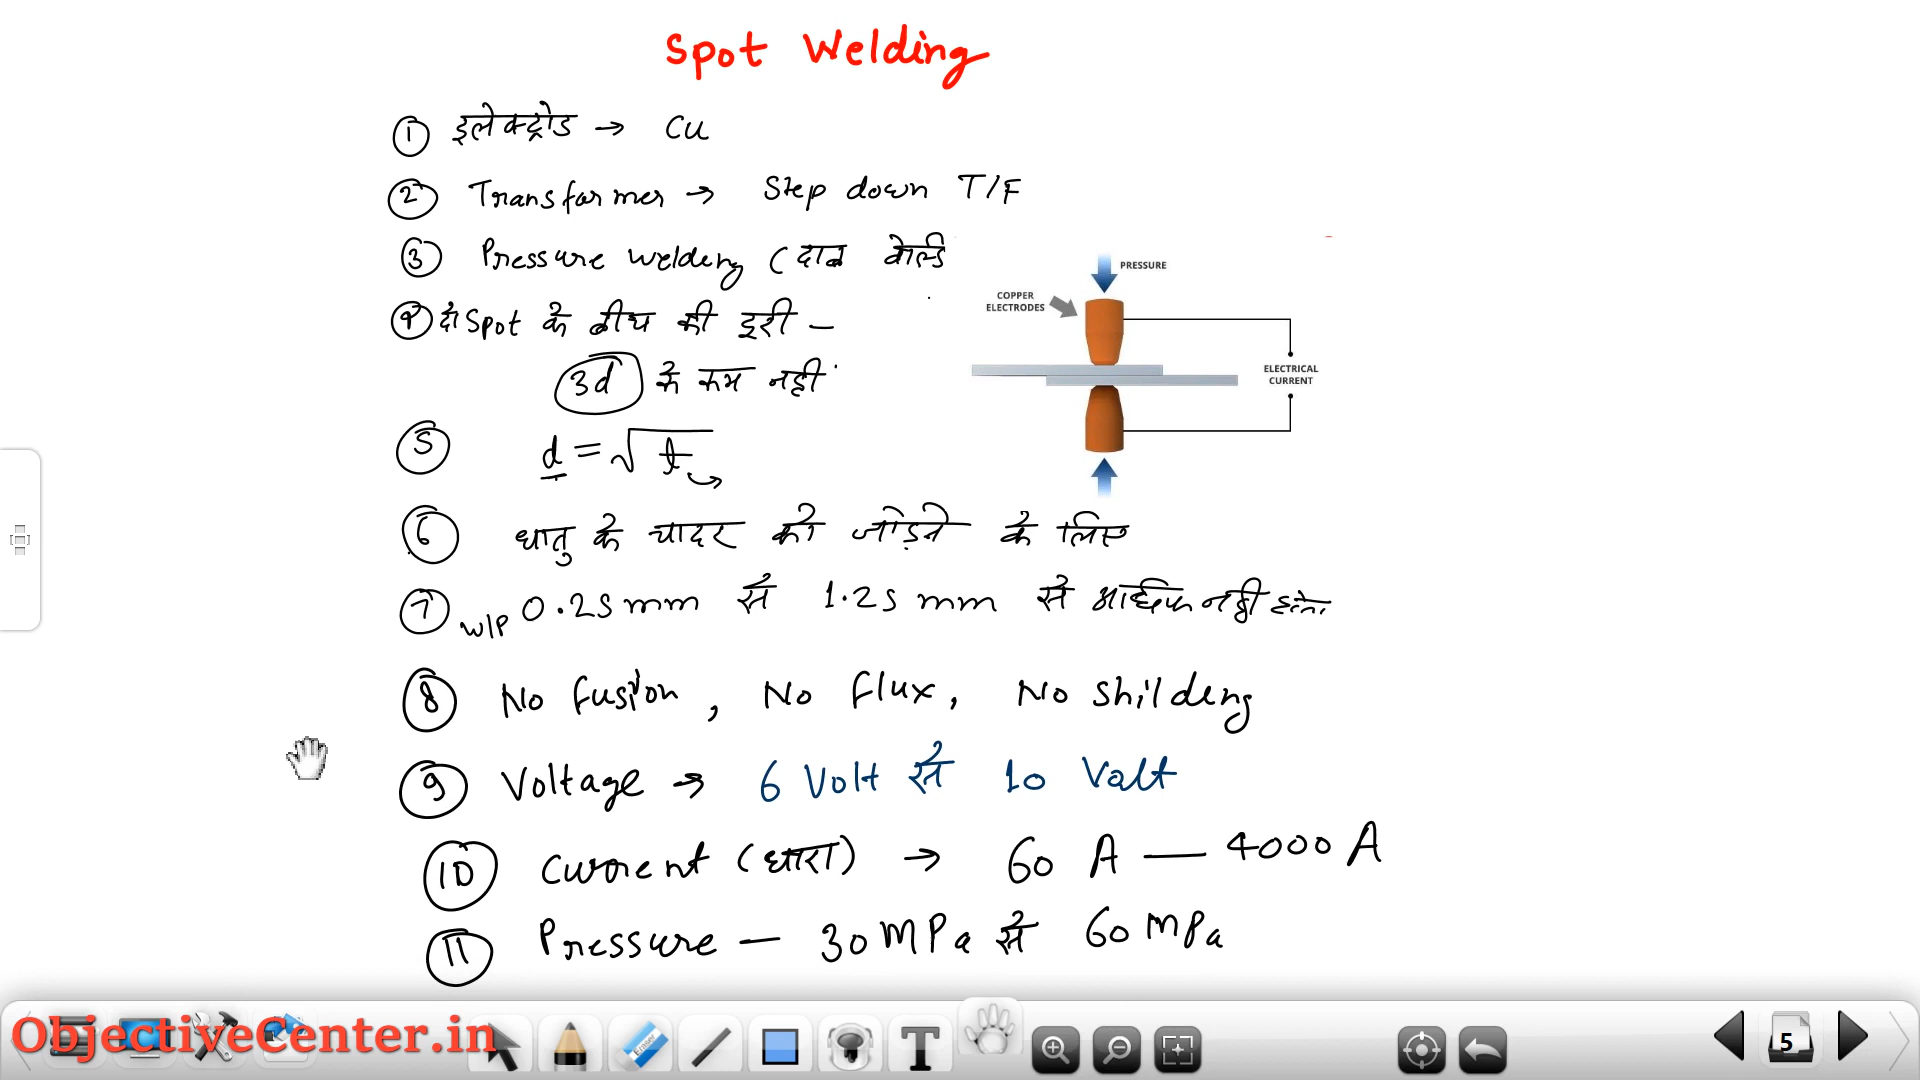 Spot Welding
① इलेक्ट्रोड → Cu
② Transformer → Step down T/F
③ Pressure welding (दाब वेल्डि
④ दो Spot के बीच की दूरी –
3d के कम नहीं
⑤ d = √t
⑥ धातु के चादर को जोड़ने के लिए
⑦ W/P 0.25 mm से 1.25 mm से अधिक नहीं होता
⑧ No fusion, No flux, No shilding
⑨ Voltage → 6 Volt से 10 Volt
⑩ Current (धारा) → 60 A — 4000 A
⑪ Pressure – 30 MPa से 60 MPa
PRESSURE
COPPER
ELECTRODES
ELECTRICAL
CURRENT
ObjectiveCenter.in
Eraser
T
5